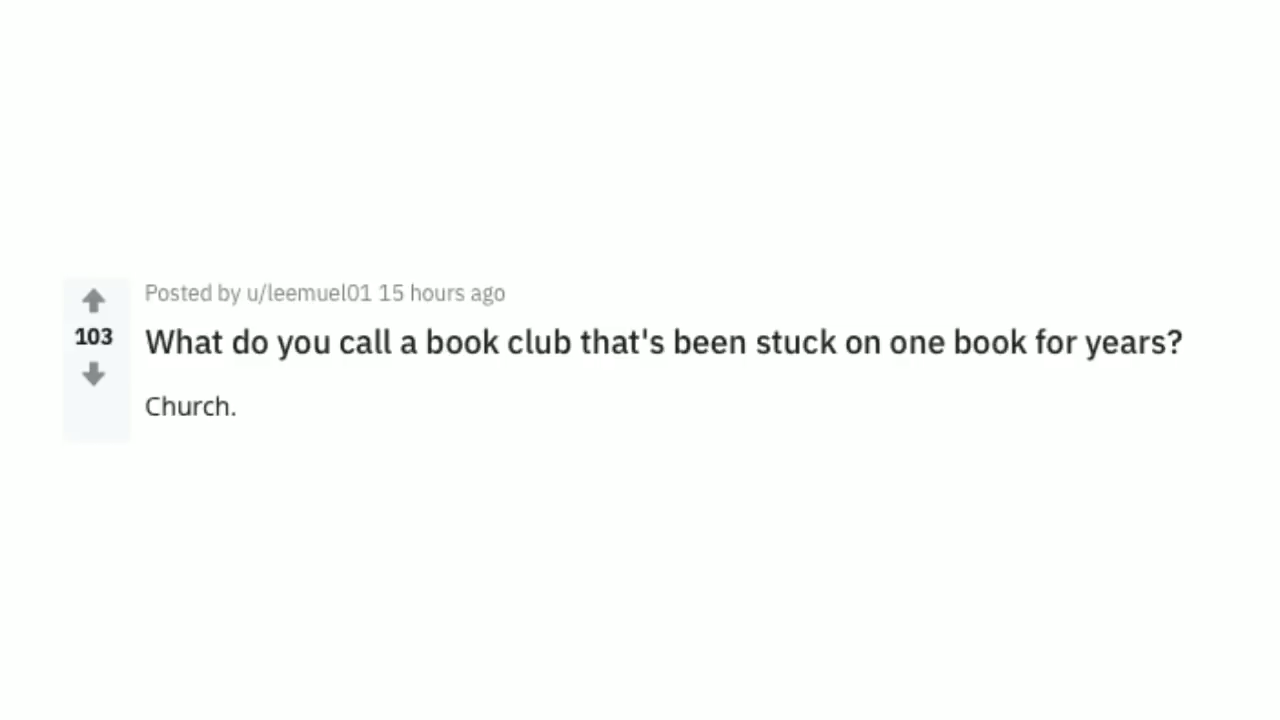 Posted by u/leemuel01 15 hours ago
103
What do you call a book club that's been stuck on one book for years?
Church.